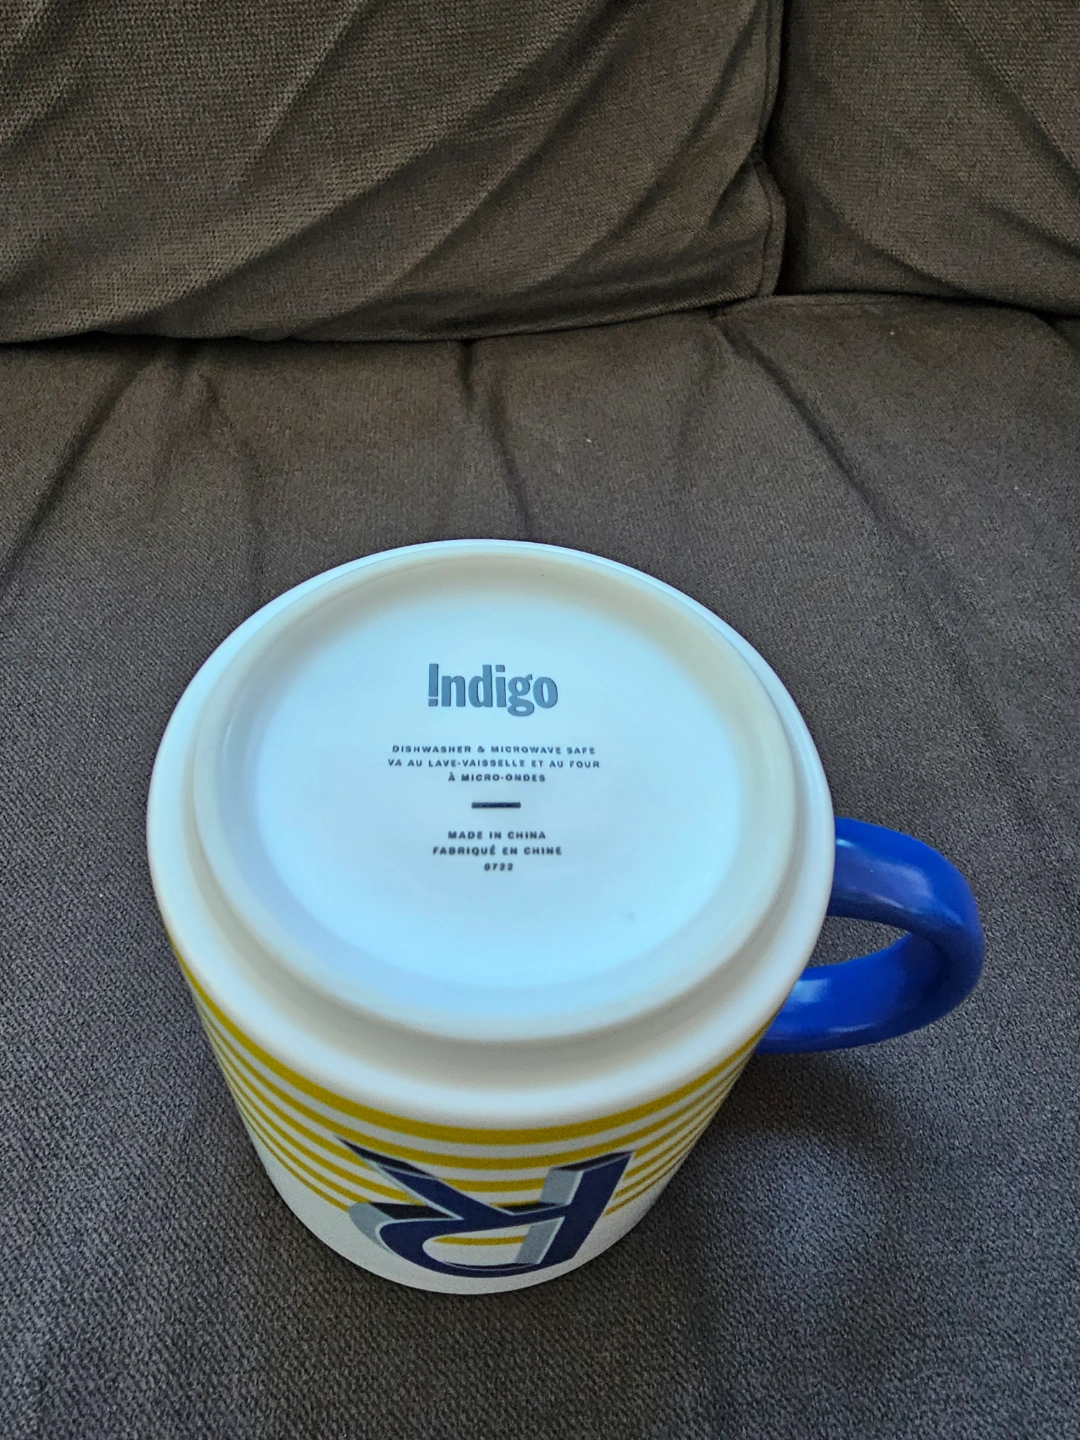 !ndigo
DISHWASHER & MICROWAVE SAFE
VA AU LAVE-VAISSELLE ET AU FOUR
À MICRO-ONDES
MADE IN CHINA
FABRIQUÉ EN CHINE
0722
R